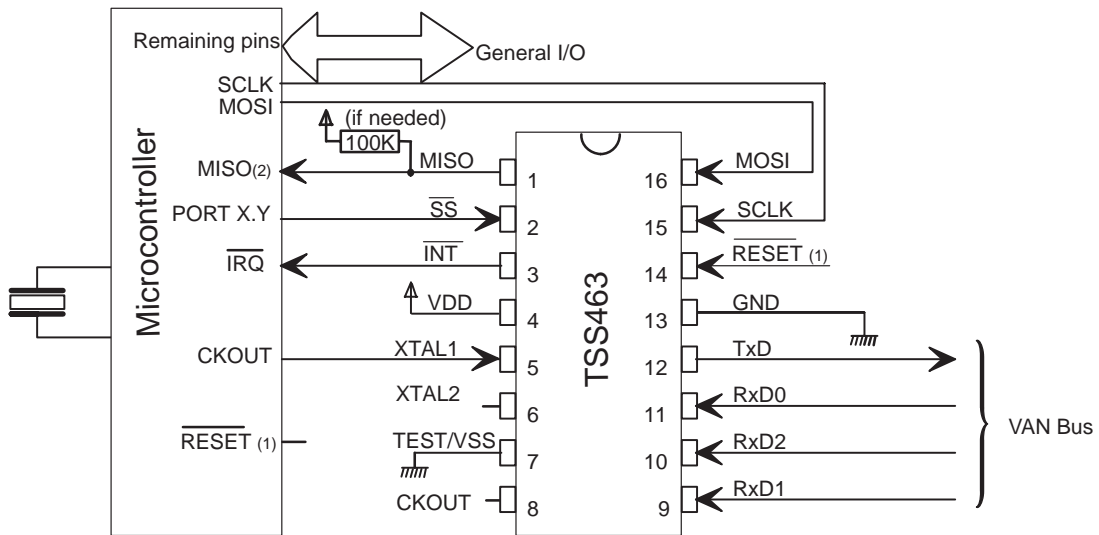 Remaining pins
General I/O
SCLK
MOSI
(if needed)
100K
MISO(2)
MISO
1
16
MOSI
PORT X.Y
SS
2
15
SCLK
IRQ
INT
3
14
RESET (1)
VDD
4
13
GND
CKOUT
XTAL1
5
12
TxD
XTAL2
6
11
RxD0
RESET (1)
TEST/VSS
7
10
RxD2
CKOUT
8
9
RxD1
Microcontroller
TSS463
VAN Bus